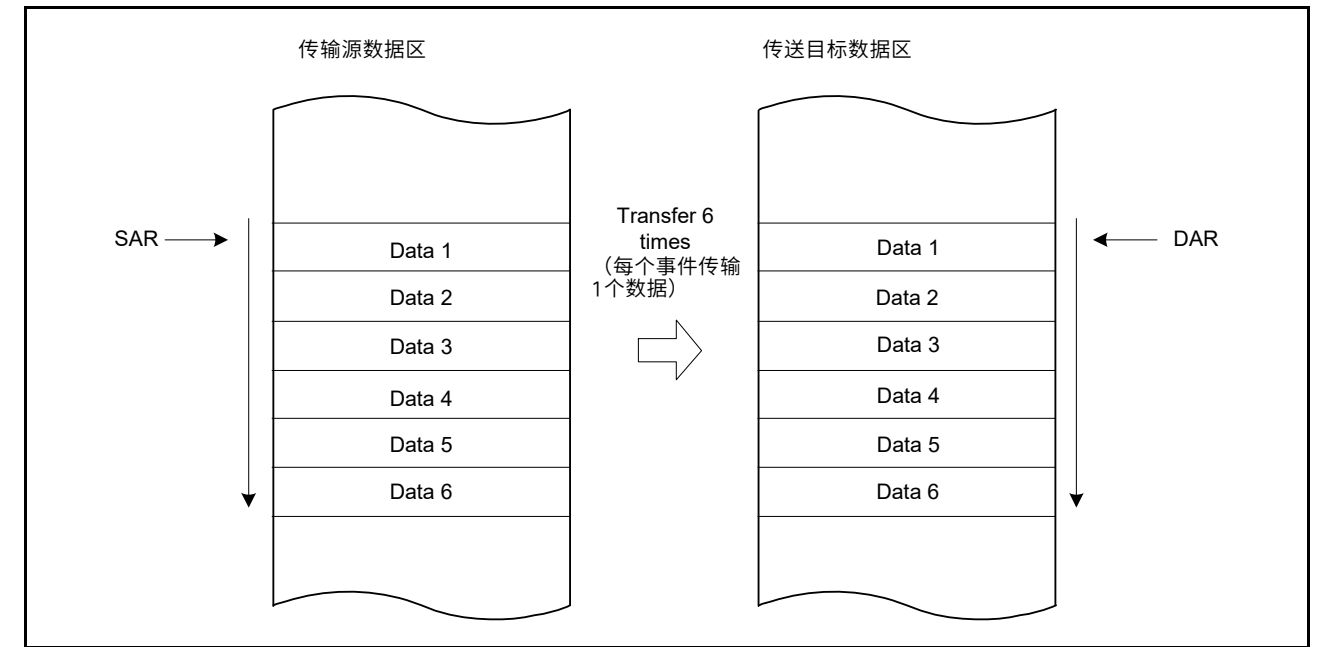 传输源数据区
传送目标数据区
SAR
Data 1
Data 2
Data 3
Data 4
Data 5
Data 6
Transfer 6
times
（每个事件传输
1个数据）
Data 1
Data 2
Data 3
Data 4
Data 5
Data 6
DAR